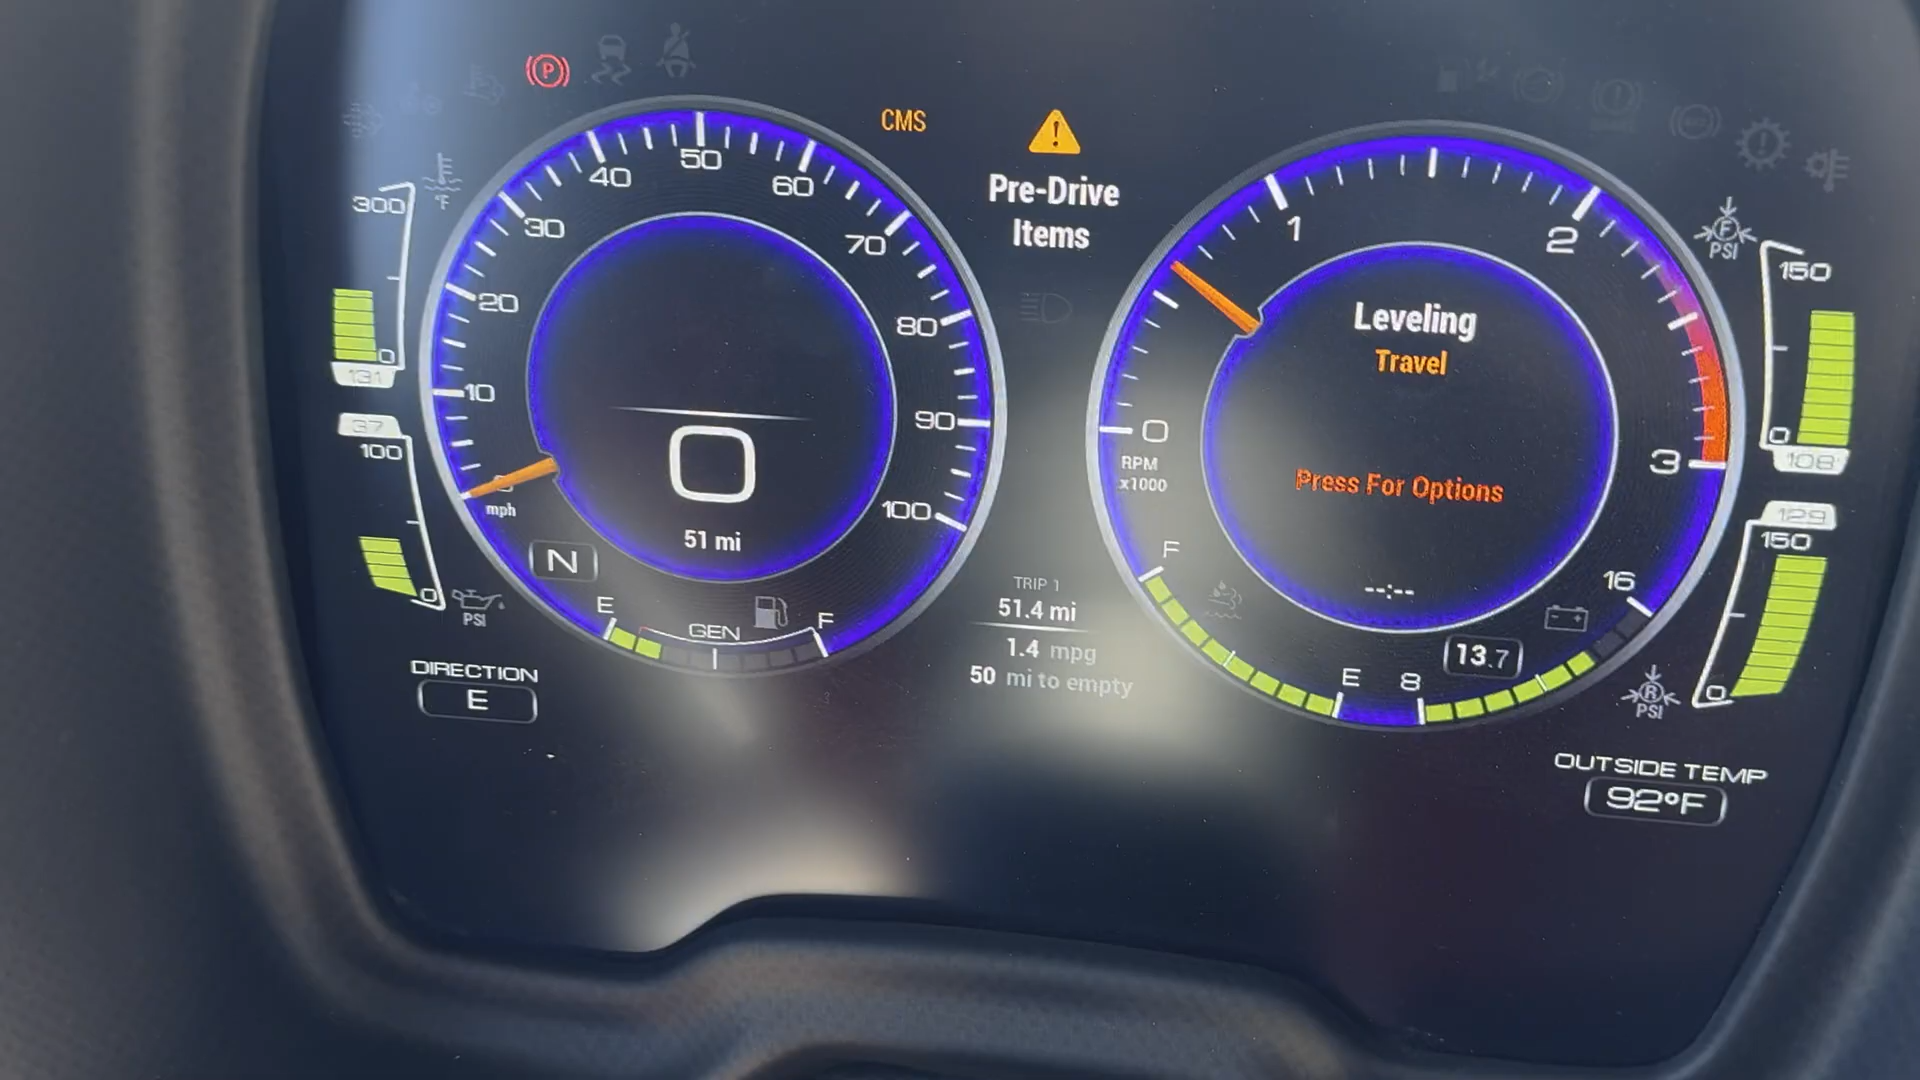 CMS
Pre-Drive
Items
300
0
131
°F
37
100
0
PSI
DIRECTION
E
10
20
30
40
50
60
70
80
90
100
mph
0
51 mi
N
E
GEN
F
TRIP 1
51.4 mi
1.4 mpg
50 mi to empty
0
1
2
3
RPM
x1000
Leveling
Travel
Press For Options
--:--
F
E
8
13.7
16
F
PSI
150
0
108
129
150
0
R
PSI
OUTSIDE TEMP
92°F
P